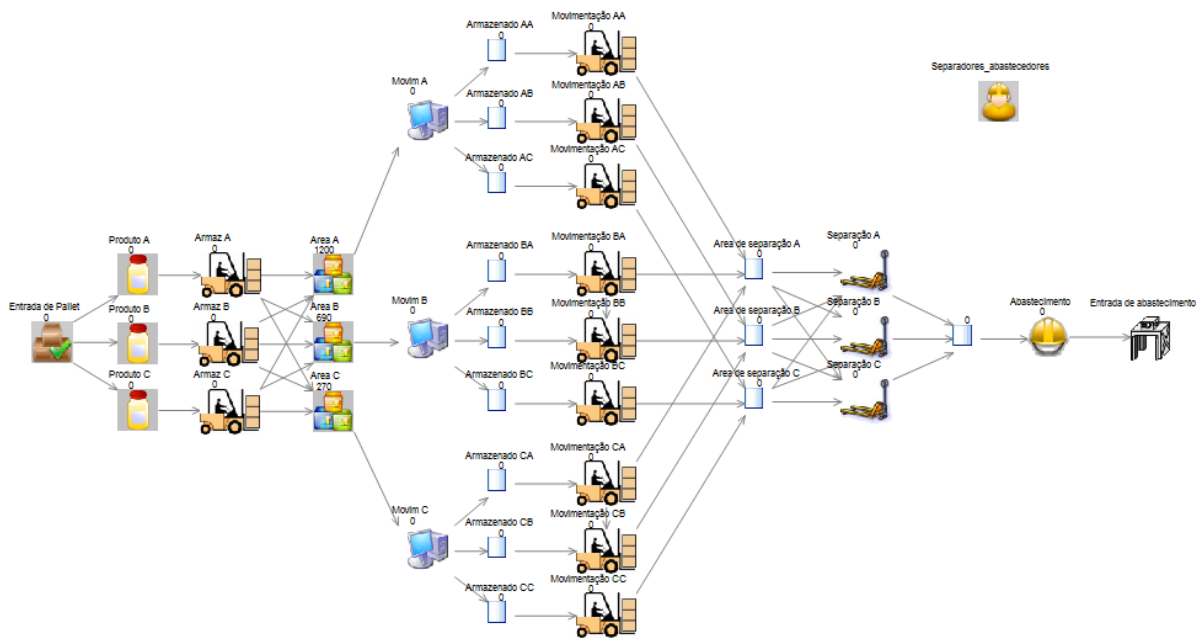 Entrada de Pallet
0
Produto A
0
Produto B
0
Produto C
0
Armaz A
0
Armaz B
0
Armaz C
0
Area A
1200
Area B
690
Area C
270
Movim A
0
Movim B
0
Movim C
0
Armazenado AA
0
Armazenado AB
0
Armazenado AC
0
Armazenado BA
0
Armazenado BB
0
Armazenado BC
0
Armazenado CA
0
Armazenado CB
0
Armazenado CC
0
Movimentação AA
0
Movimentação AB
0
Movimentação AC
0
Movimentação BA
0
Movimentação BB
0
Movimentação BC
0
Movimentação CA
0
Movimentação CB
0
Movimentação CC
0
Area de separação A
0
Area de separação B
0
Area de separação C
0
Separação A
0
Separação B
0
Separação C
0
0
Abastecimento
0
Entrada de abastecimento
Separadores_abastecedores